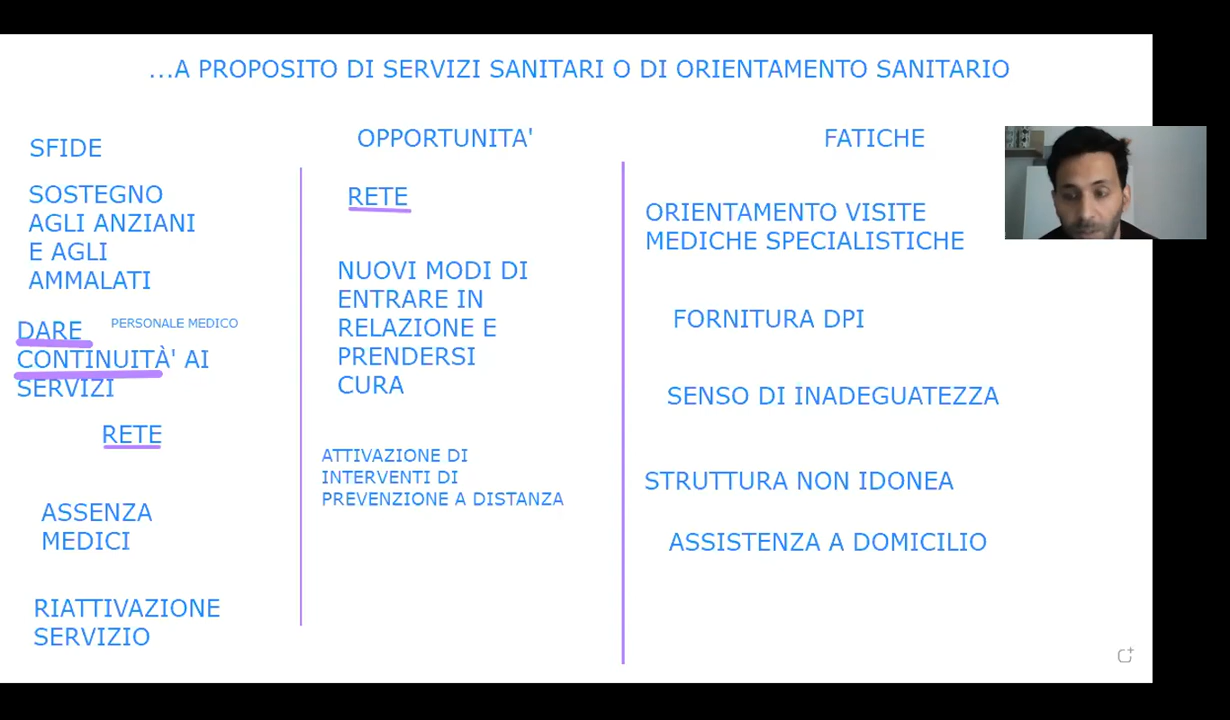 ...A PROPOSITO DI SERVIZI SANITARI O DI ORIENTAMENTO SANITARIO
SFIDE
SOSTEGNO
AGLI ANZIANI
E AGLI
AMMALATI
DARE
PERSONALE MEDICO
CONTINUITÀ' AI
SERVIZI
RETE
ASSENZA
MEDICI
RIATTIVAZIONE
SERVIZIO
OPPORTUNITA'
RETE
NUOVI MODI DI
ENTRARE IN
RELAZIONE E
PRENDERSI
CURA
ATTIVAZIONE DI
INTERVENTI DI
PREVENZIONE A DISTANZA
FATICHE
ORIENTAMENTO VISITE
MEDICHE SPECIALISTICHE
FORNITURA DPI
SENSO DI INADEGUATEZZA
STRUTTURA NON IDONEA
ASSISTENZA A DOMICILIO